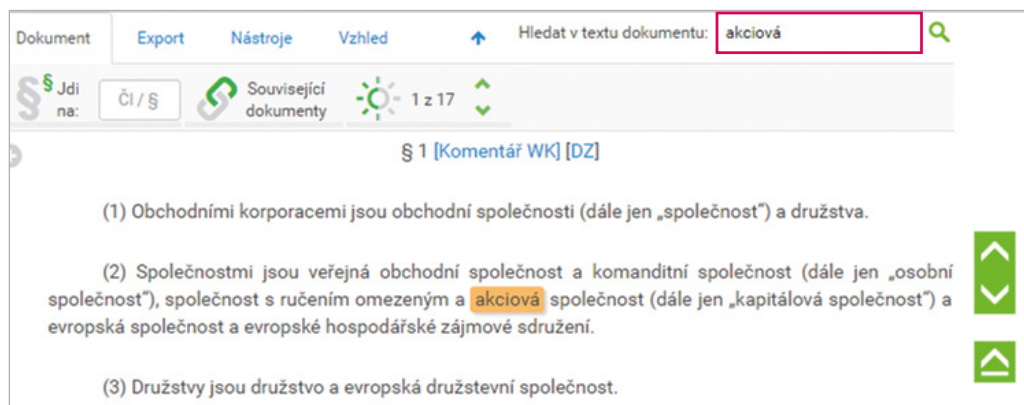 Dokument Export Nástroje Vzhled Hledat v textu dokumentu: akciová
§ § Jdi na: Čl / § Související dokumenty 1 z 17
§ 1 [Komentář WK] [DZ]
(1) Obchodními korporacemi jsou obchodní společnosti (dále jen „společnost“) a družstva.
(2) Společnostmi jsou veřejná obchodní společnost a komanditní společnost (dále jen „osobní
společnost“), společnost s ručením omezeným a akciová společnost (dále jen „kapitálová společnost“) a
evropská společnost a evropské hospodářské zájmové sdružení.
(3) Družstvy jsou družstvo a evropská družstevní společnost.